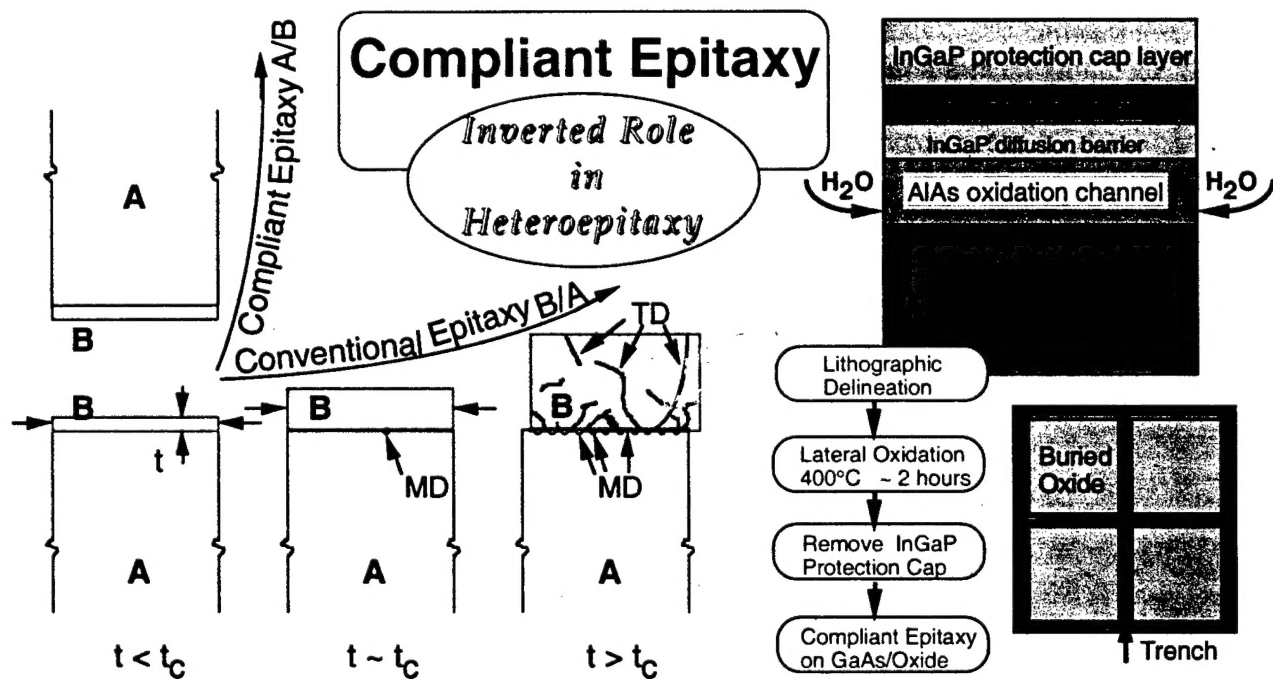 Compliant Epitaxy
Inverted Role
in
Heteroepitaxy
Compliant Epitaxy A/B
Conventional Epitaxy B/A
A
B
B
t
A
t < tC
B
MD
A
t ~ tC
TD
B
MD
A
t > tC
InGaP protection cap layer
InGaP diffusion barrier
H2O
AlAs oxidation channel
H2O
Lithographic
Delineation
Lateral Oxidation
400°C ~ 2 hours
Remove InGaP
Protection Cap
Compliant Epitaxy
on GaAs/Oxide
Buried
Oxide
Trench